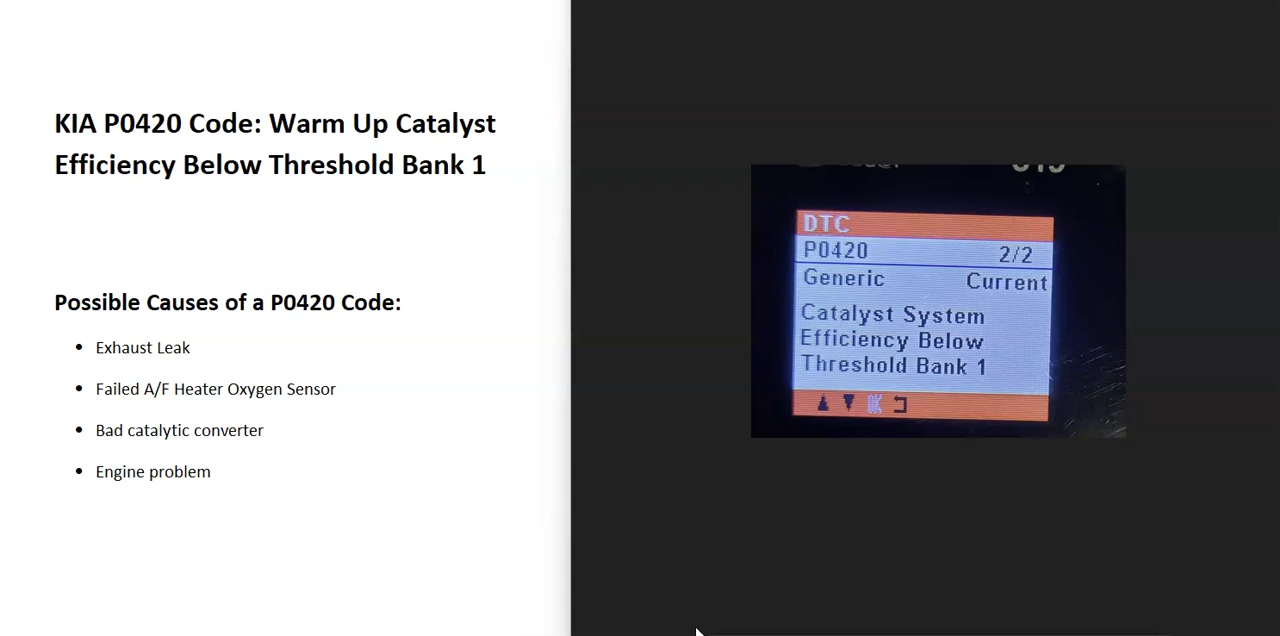 KIA P0420 Code: Warm Up Catalyst
Efficiency Below Threshold Bank 1
Possible Causes of a P0420 Code:
• Exhaust Leak
• Failed A/F Heater Oxygen Sensor
• Bad catalytic converter
• Engine problem
DTC
P0420 2/2
Generic Current
Catalyst System
Efficiency Below
Threshold Bank 1
OK